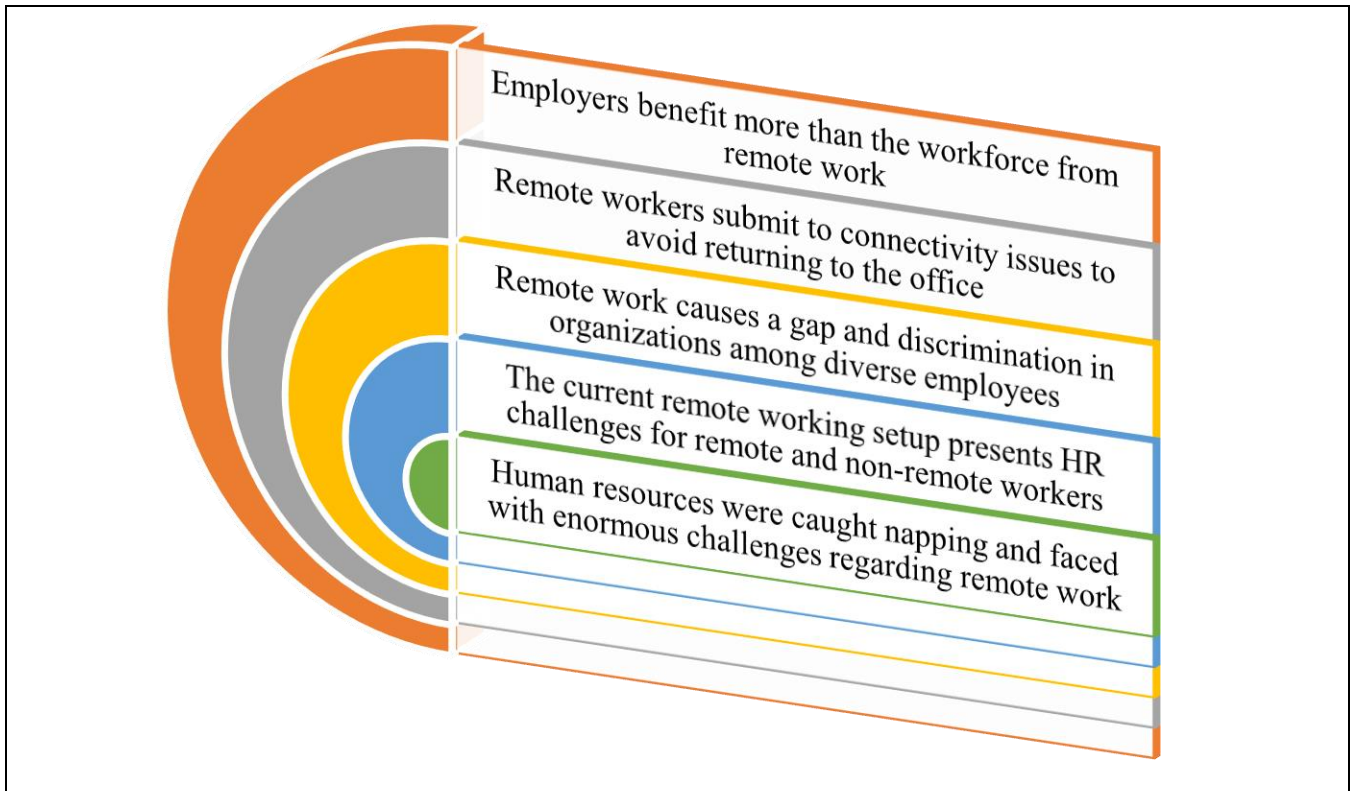 Employers benefit more than the workforce from
remote work
Remote workers submit to connectivity issues to
avoid returning to the office
Remote work causes a gap and discrimination in
organizations among diverse employees
The current remote working setup presents HR
challenges for remote and non-remote workers
Human resources were caught napping and faced
with enormous challenges regarding remote work